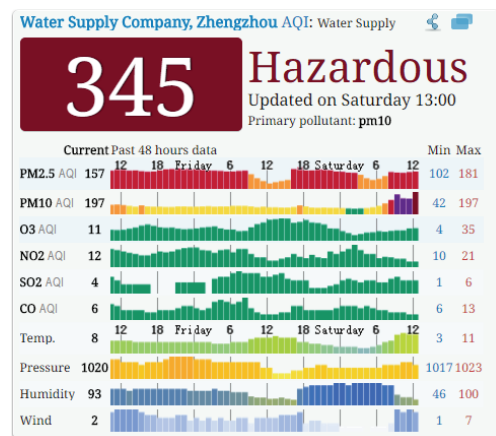 Water Supply Company, Zhengzhou AQI: Water Supply
345
Hazardous
Updated on Saturday 13:00
Primary pollutant: pm10
Current Past 48 hours data Min Max
12 18 Friday 6 12 18 Saturday 6 12
PM2.5 AQI 157 102 181
PM10 AQI 197 42 197
O3 AQI 11 4 35
NO2 AQI 12 10 21
SO2 AQI 4 1 6
CO AQI 6 6 13
12 18 Friday 6 12 18 Saturday 6 12
Temp. 8 3 11
Pressure 1020 1017 1023
Humidity 93 46 100
Wind 2 1 7